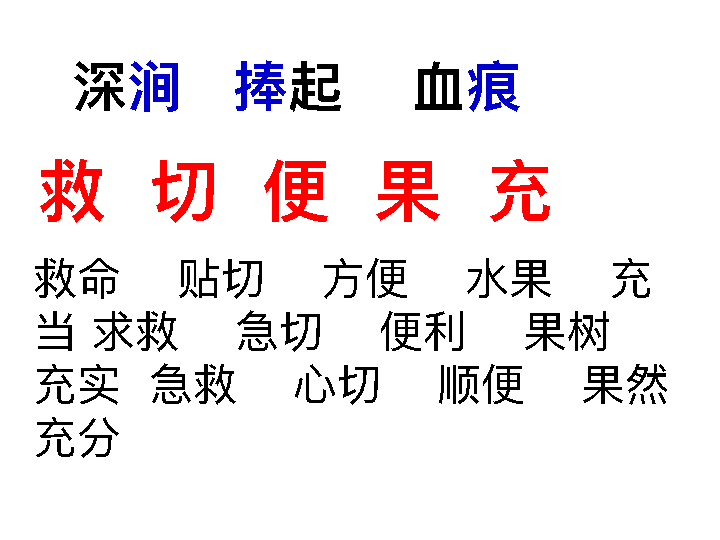 深涧 捧起 血痕
救 切 便 果 充
救命 贴切 方便 水果 充
当 求救 急切 便利 果树
充实 急救 心切 顺便 果然
充分